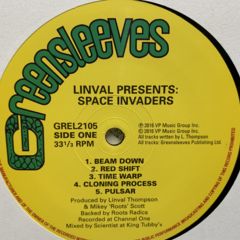 Greensleeves
LINVAL PRESENTS:
SPACE INVADERS
GREL2105
SIDE ONE
33 1/3 RPM
℗ 2016 VP Music Group Inc.
© 2016 VP Music Group Inc.
All tracks written by L. Thompson
All tracks: Greensleeves Publishing Ltd.
1. BEAM DOWN
2. RED SHIFT
3. TIME WARP
4. CLONING PROCESS
5. PULSAR
Produced by Linval Thompson
& Mikey 'Roots' Scott
Backed by Roots Radics
Recorded at Channel One
Mixed by Scientist at King Tubby's